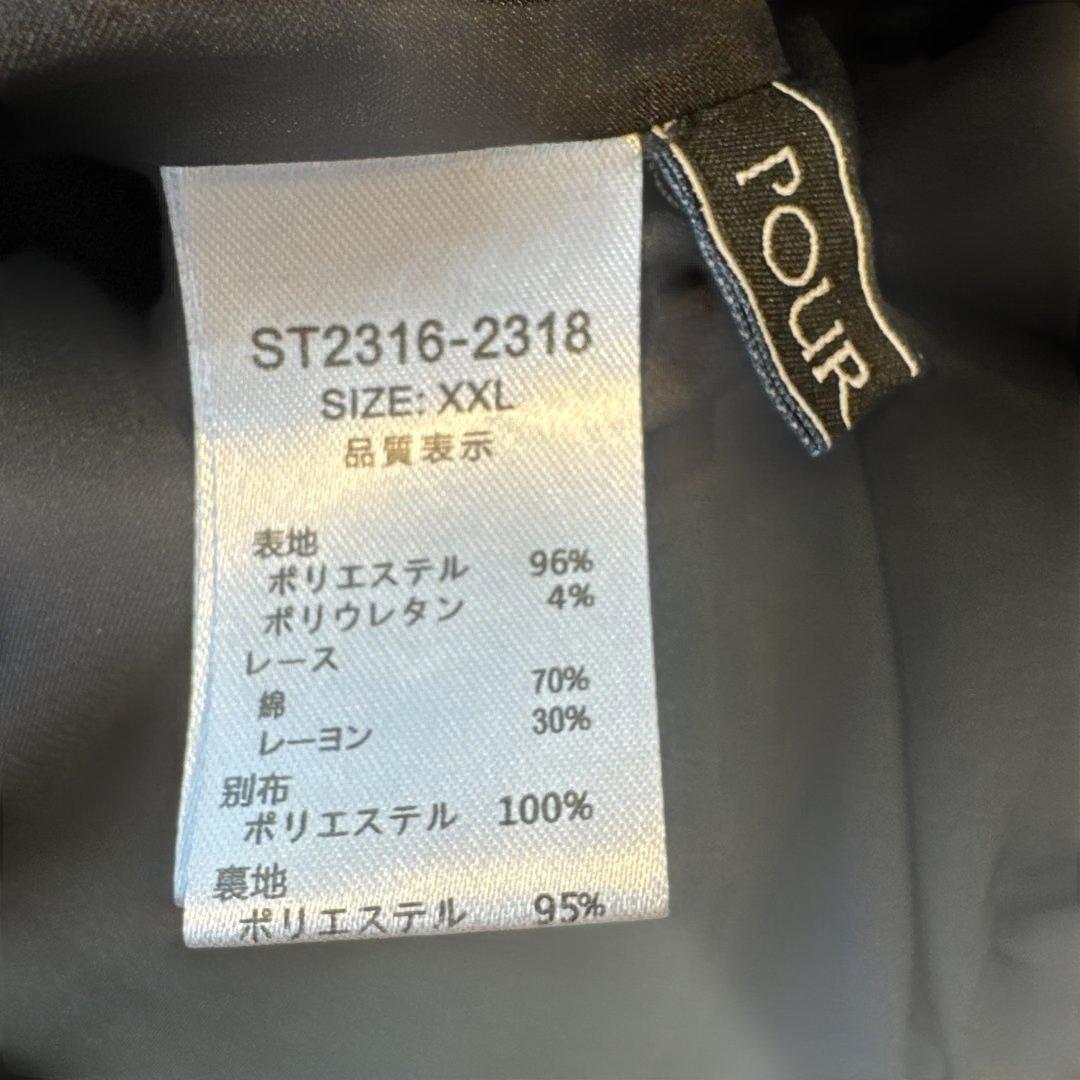 ST2316-2318
SIZE: XXL
品質表示
表地
ポリエステル 96%
ポリウレタン 4%
レース
綿 70%
レーヨン 30%
別布
ポリエステル 100%
裏地
ポリエステル 95%
POUR